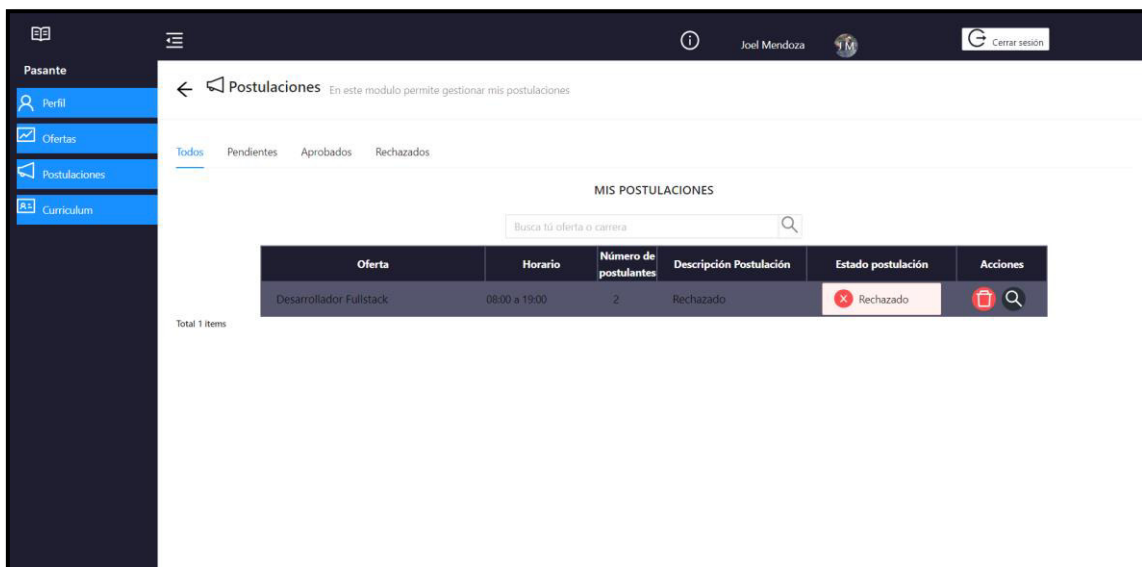 Joel Mendoza
Cerrar sesión
Pasante
Perfil
Ofertas
Postulaciones
Curriculum
Postulaciones En este modulo permite gestionar mis postulaciones
Todos Pendientes Aprobados Rechazados
MIS POSTULACIONES
Busca tú oferta o carrera
Oferta Horario Número de postulantes Descripción Postulación Estado postulación Acciones
Desarrollador Fullstack 08:00 a 19:00 2 Rechazado Rechazado
Total 1 items